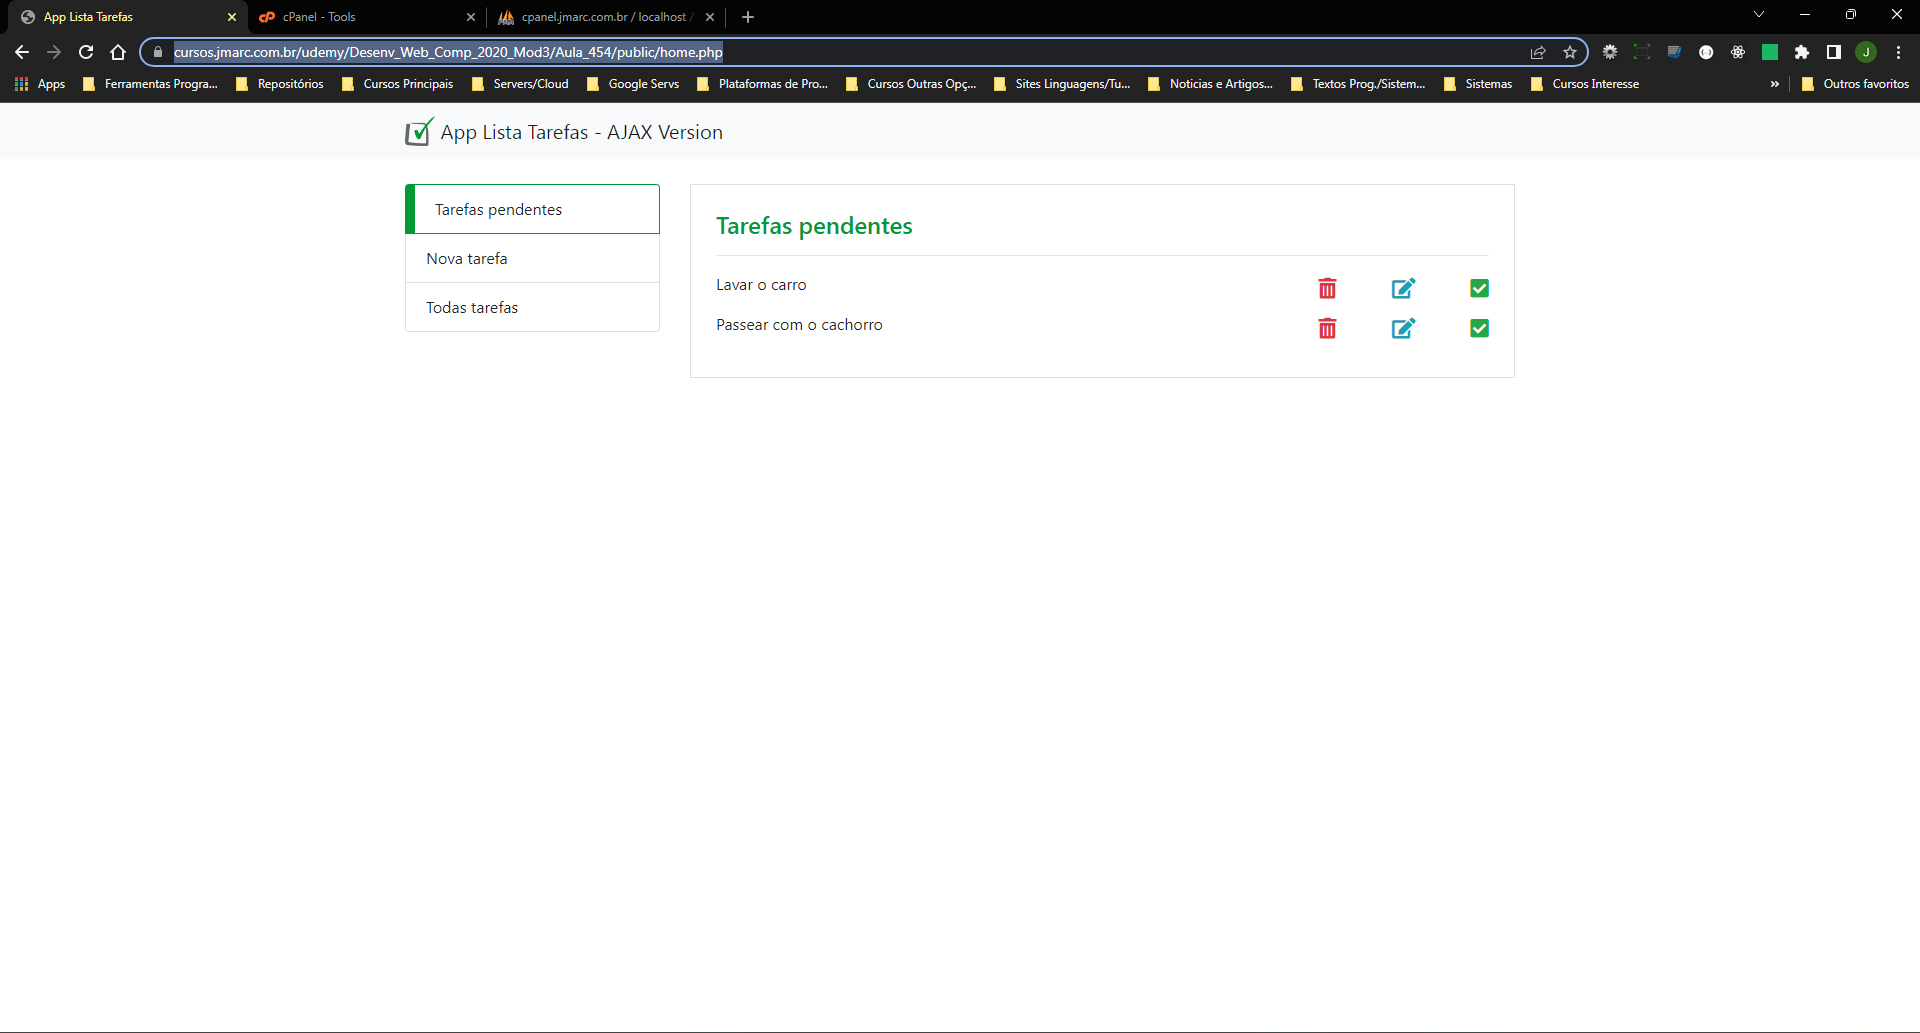 App Lista Tarefas
cPanel - Tools
cpanel.jmarc.com.br / localhost /
cursos.jmarc.com.br/udemy/Desenv_Web_Comp_2020_Mod3/Aula_454/public/home.php
J
Apps
Ferramentas Progra...
Repositórios
Cursos Principais
Servers/Cloud
Google Servs
Plataformas de Pro...
Cursos Outras Opç...
Sites Linguagens/Tu...
Noticias e Artigos...
Textos Prog./Sistem...
Sistemas
Cursos Interesse
»
Outros favoritos
App Lista Tarefas - AJAX Version
Tarefas pendentes
Nova tarefa
Todas tarefas
Tarefas pendentes
Lavar o carro
Passear com o cachorro